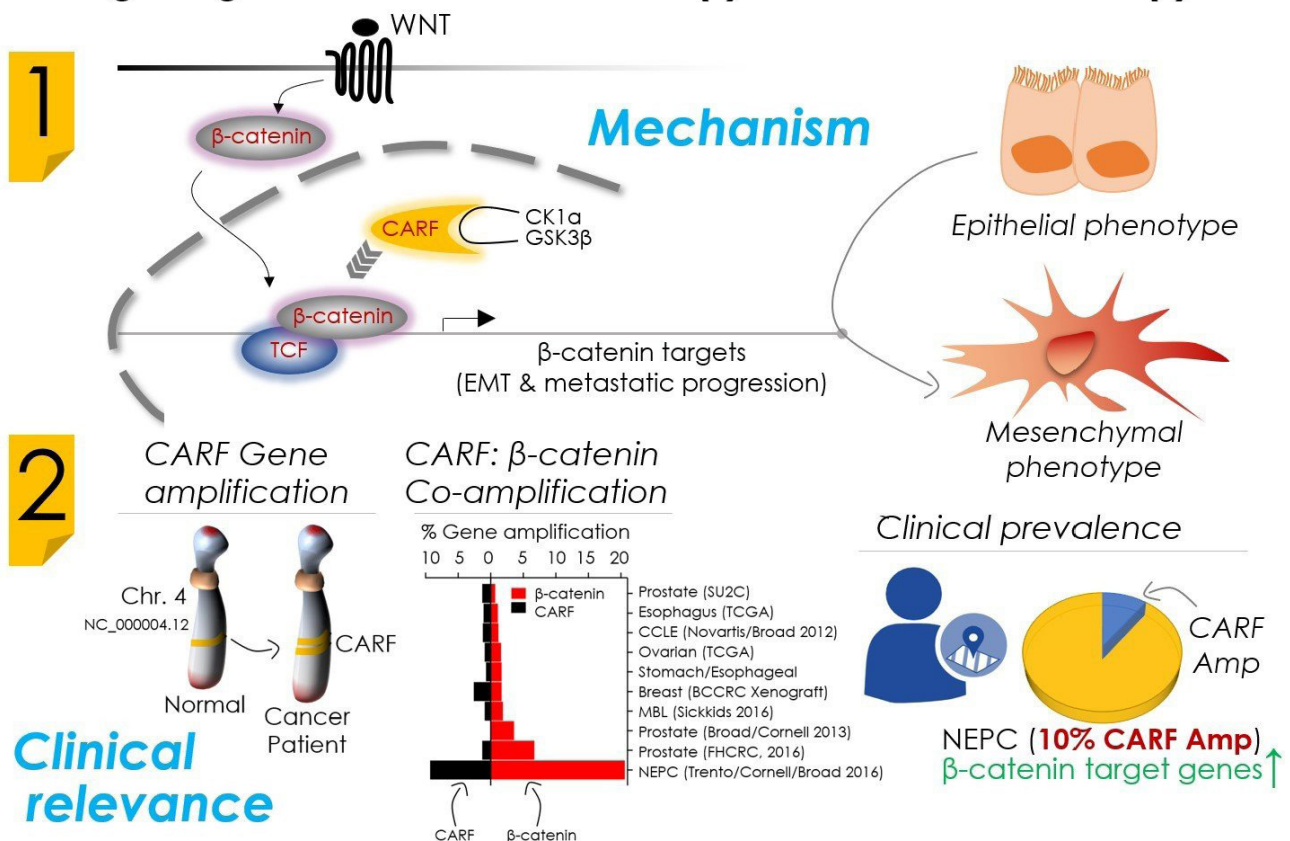 1
WNT
β-catenin
Mechanism
CARF
CK1α
GSK3β
β-catenin
TCF
β-catenin targets
(EMT & metastatic progression)
Epithelial phenotype
Mesenchymal
phenotype
2
CARF Gene
amplification
Chr. 4
NC_000004.12
CARF
Normal
Cancer
Patient
Clinical
relevance
CARF: β-catenin
Co-amplification
% Gene amplification
10 5 0 5 10 15 20
β-catenin
CARF
Prostate (SU2C)
Esophagus (TCGA)
CCLE (Novartis/Broad 2012)
Ovarian (TCGA)
Stomach/Esophageal
Breast (BCCRC Xenograft)
MBL (Sickkids 2016)
Prostate (Broad/Cornell 2013)
Prostate (FHCRC, 2016)
NEPC (Trento/Cornell/Broad 2016)
CARF β-catenin
Clinical prevalence
CARF
Amp
NEPC (10% CARF Amp)
β-catenin target genes↑